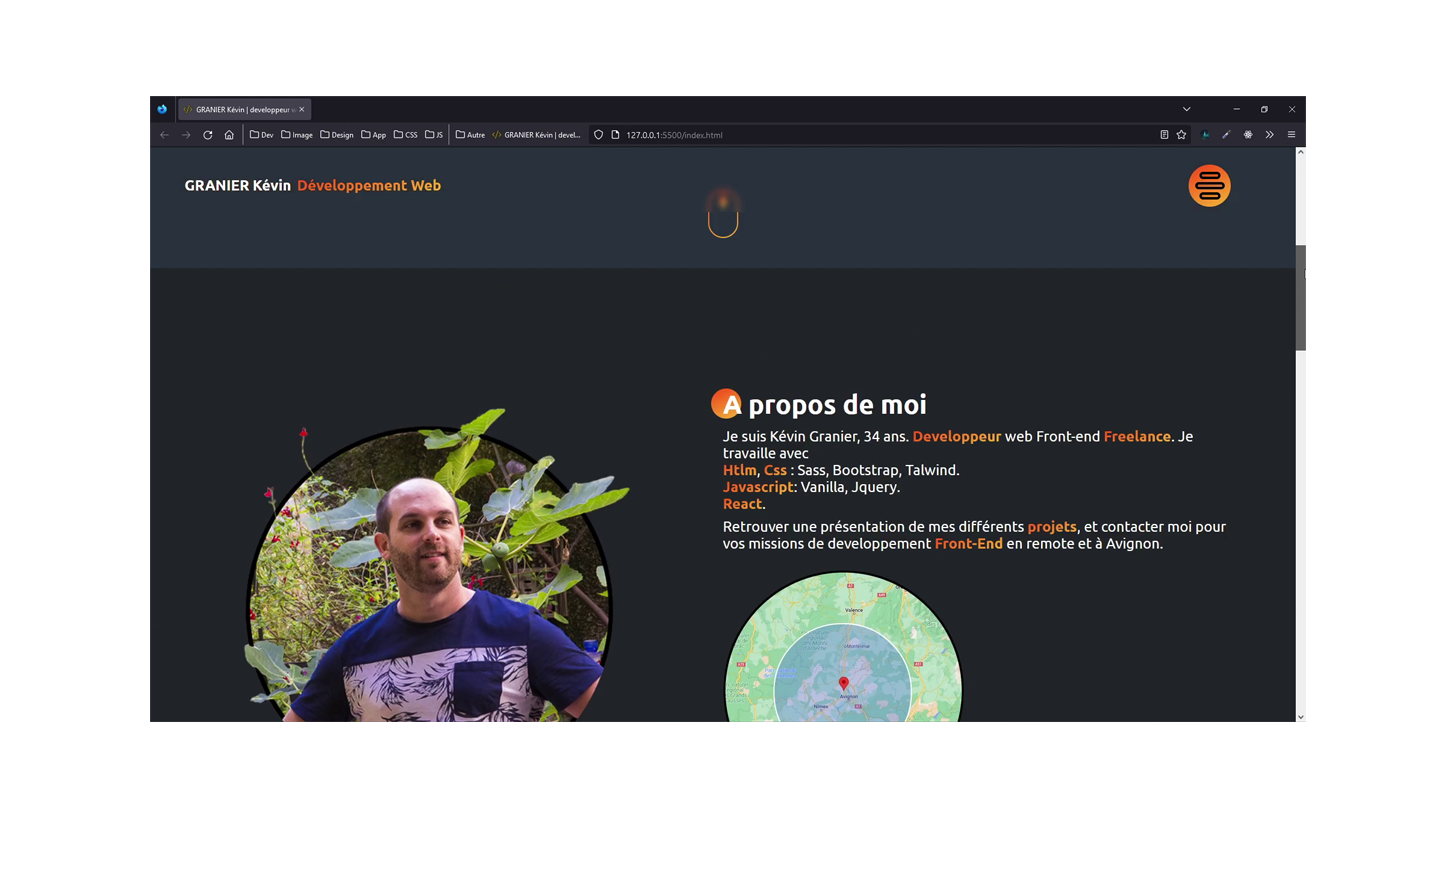 GRANIER Kévin | developpeur w
Dev Image Design App CSS JS Autre GRANIER Kévin | devel... 127.0.0.1:5500/index.html
GRANIER Kévin Développement Web
A propos de moi
Je suis Kévin Granier, 34 ans. Developpeur web Front-end Freelance. Je
travaille avec
Htlm, Css : Sass, Bootstrap, Talwind.
Javascript: Vanilla, Jquery.
React.
Retrouver une présentation de mes différents projets, et contacter moi pour
vos missions de developpement Front-End en remote et à Avignon.
Valence
Montélimar
Avignon
Nîmes